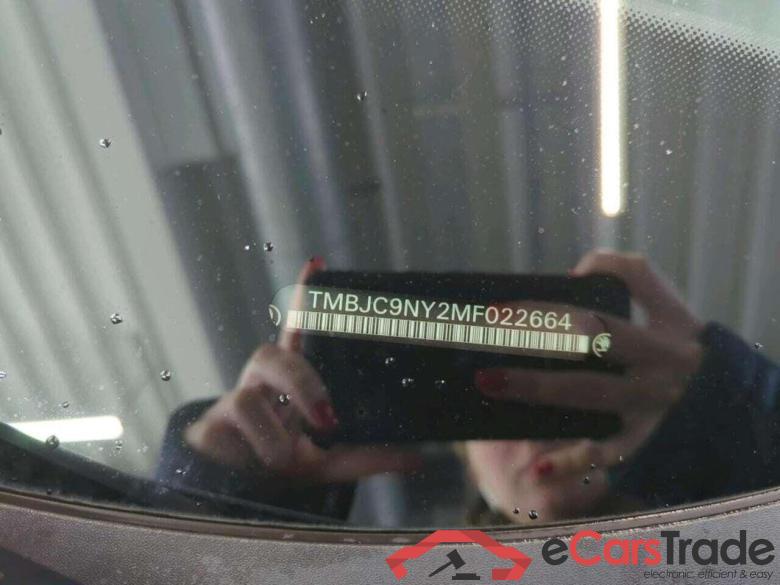 TMBJC9NY2MF022664
eCarsTrade
electronic, efficient & easy